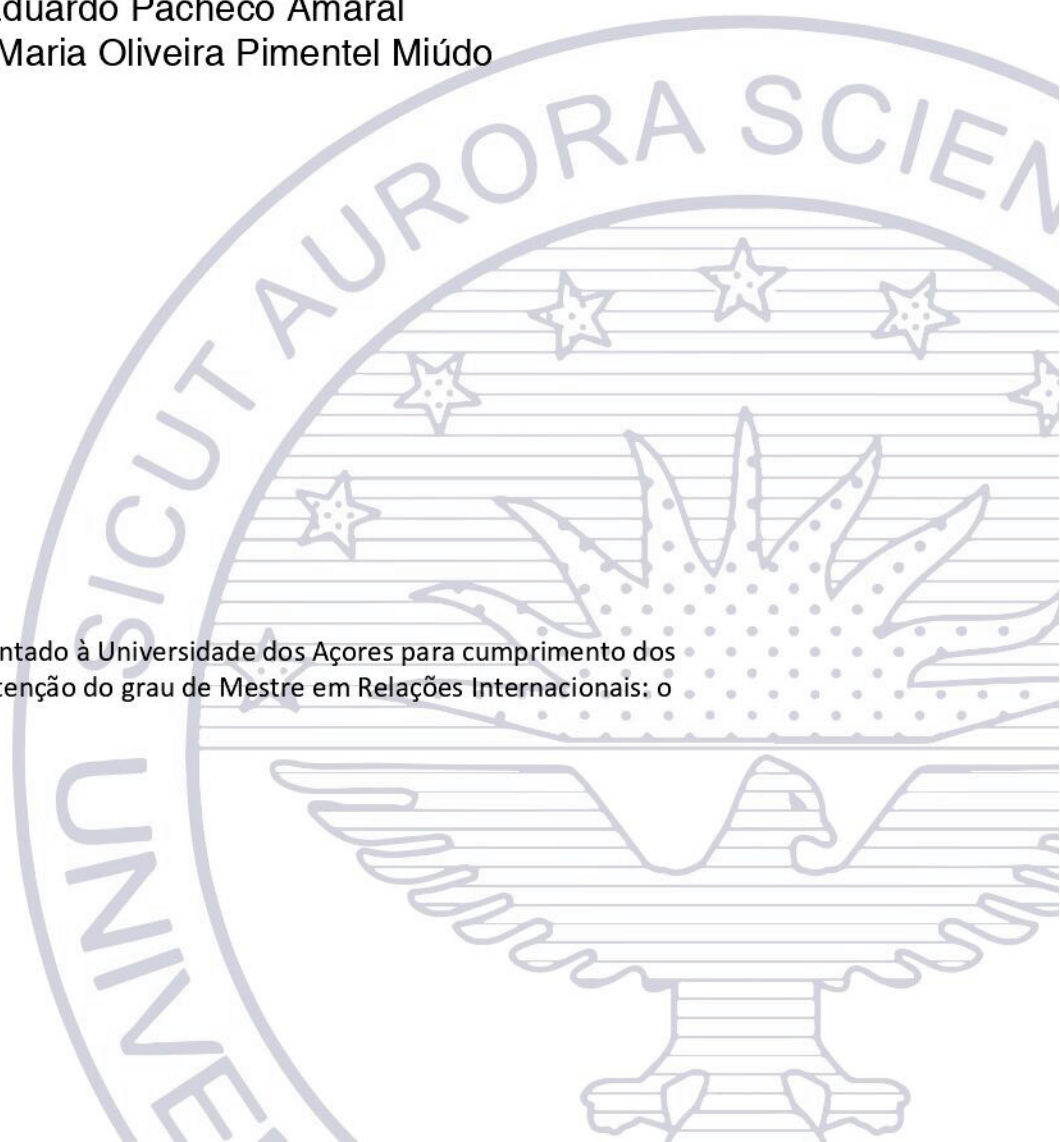 duardo Pacheco Amaral
Maria Oliveira Pimentel Miúdo
SICUT AURORA SCIEN
ntado à Universidade dos Açores para cumprimento dos
tenção do grau de Mestre em Relações Internacionais: o
UNIVE